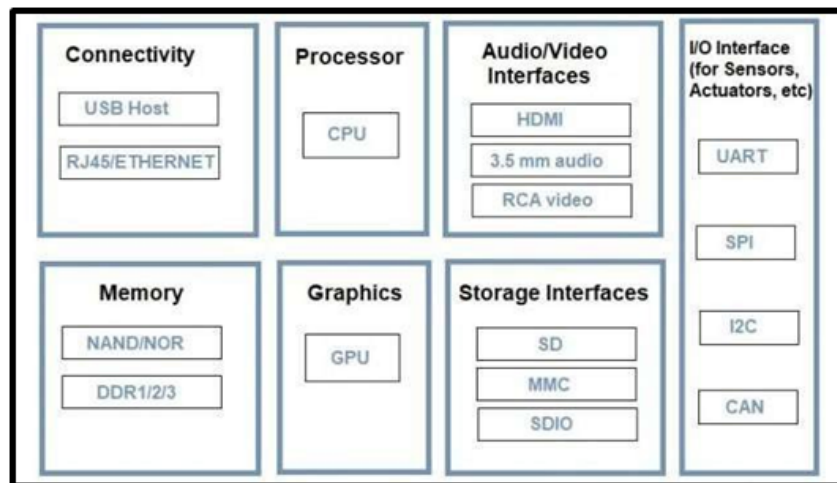 Connectivity
USB Host
RJ45/ETHERNET
Processor
CPU
Audio/Video
Interfaces
HDMI
3.5 mm audio
RCA video
I/O Interface
(for Sensors,
Actuators, etc)
UART
SPI
I2C
CAN
Memory
NAND/NOR
DDR1/2/3
Graphics
GPU
Storage Interfaces
SD
MMC
SDIO